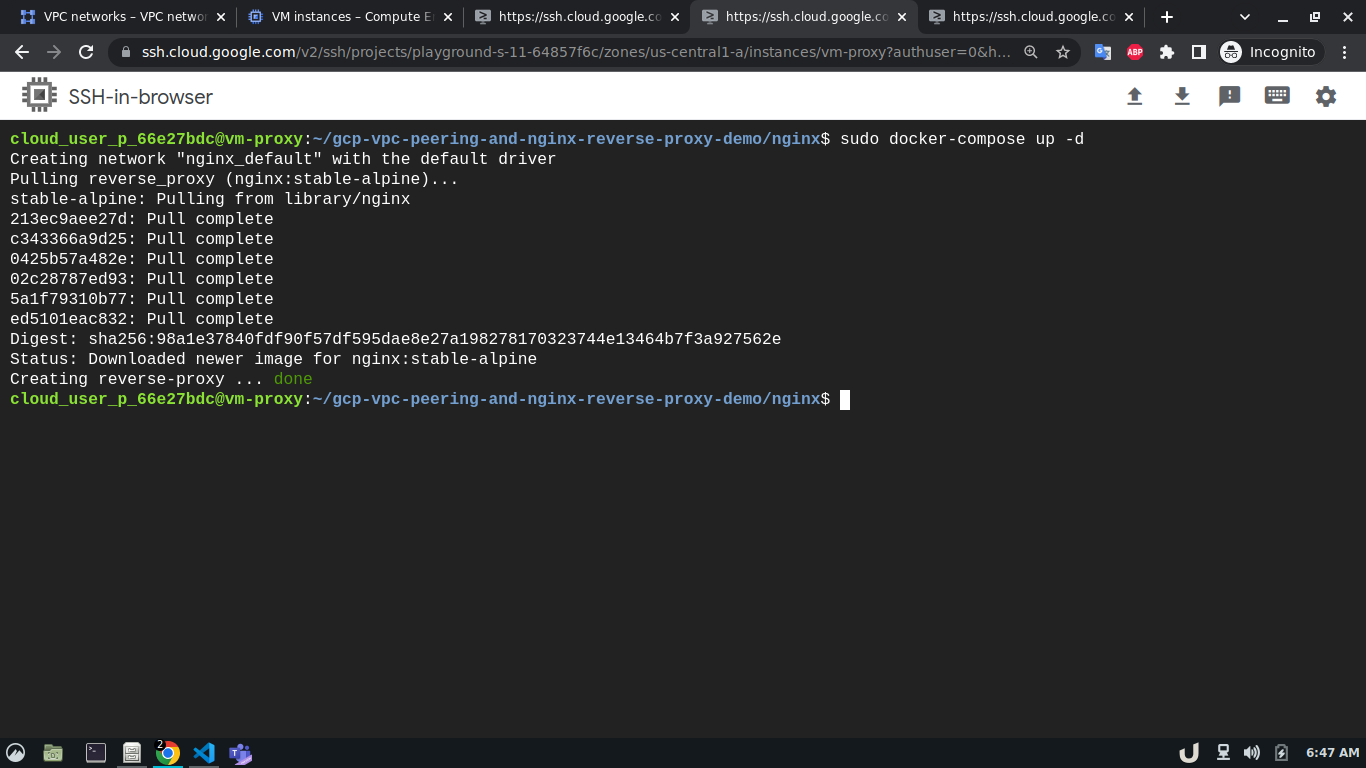 VPC networks – VPC netwo
VM instances – Compute E
https://ssh.cloud.google.co
https://ssh.cloud.google.co
https://ssh.cloud.google.co
ssh.cloud.google.com/v2/ssh/projects/playground-s-11-64857f6c/zones/us-central1-a/instances/vm-proxy?authuser=0&h...
ABP
Incognito
SSH-in-browser
cloud_user_p_66e27bdc@vm-proxy:~/gcp-vpc-peering-and-nginx-reverse-proxy-demo/nginx$ sudo docker-compose up -d
Creating network "nginx_default" with the default driver
Pulling reverse_proxy (nginx:stable-alpine)...
stable-alpine: Pulling from library/nginx
213ec9aee27d: Pull complete
c343366a9d25: Pull complete
0425b57a482e: Pull complete
02c28787ed93: Pull complete
5a1f79310b77: Pull complete
ed5101eac832: Pull complete
Digest: sha256:98a1e37840fdf90f57df595dae8e27a198278170323744e13464b7f3a927562e
Status: Downloaded newer image for nginx:stable-alpine
Creating reverse-proxy ... done
cloud_user_p_66e27bdc@vm-proxy:~/gcp-vpc-peering-and-nginx-reverse-proxy-demo/nginx$
2
6:47 AM